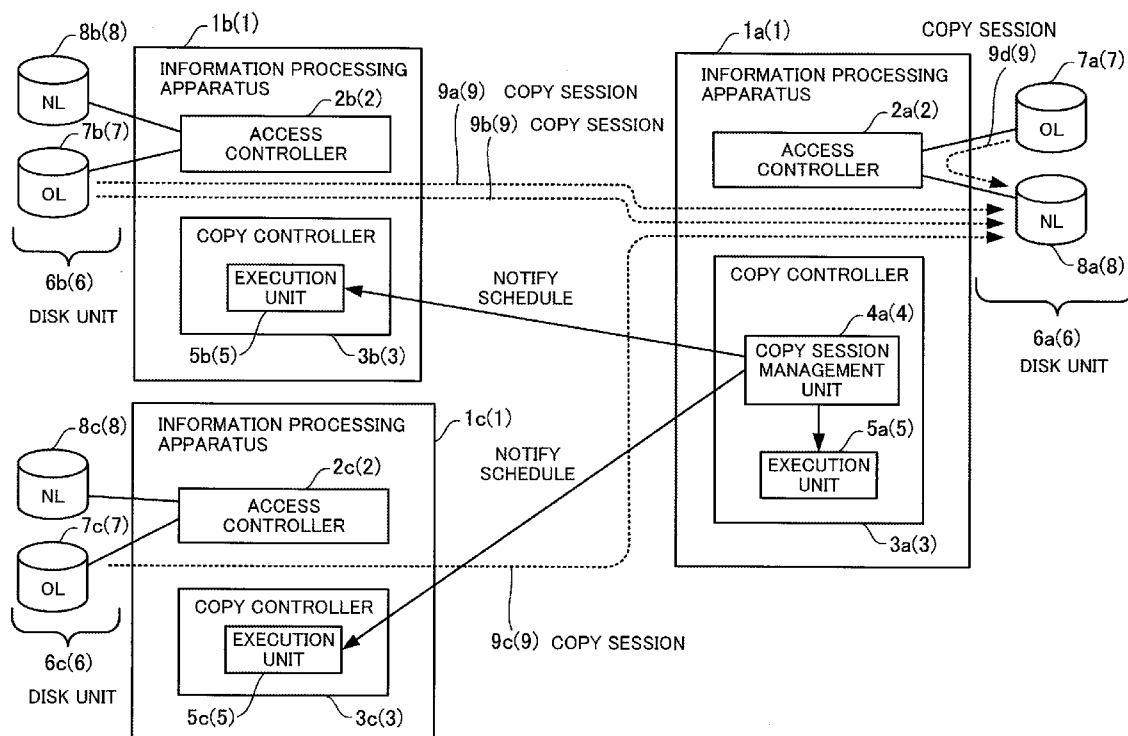 8b(8)
NL
7b(7)
OL
6b(6)
DISK UNIT
1b(1)
INFORMATION PROCESSING
APPARATUS
2b(2)
ACCESS
CONTROLLER
COPY CONTROLLER
EXECUTION
UNIT
5b(5)
3b(3)
9a(9) COPY SESSION
9b(9) COPY SESSION
NOTIFY
SCHEDULE
1a(1)
INFORMATION PROCESSING
APPARATUS
2a(2)
ACCESS
CONTROLLER
COPY
SESSION
9d(9)
7a(7)
OL
NL
8a(8)
6a(6)
DISK UNIT
COPY CONTROLLER
4a(4)
COPY SESSION
MANAGEMENT
UNIT
5a(5)
EXECUTION
UNIT
3a(3)
8c(8)
NL
7c(7)
OL
6c(6)
DISK UNIT
INFORMATION PROCESSING
APPARATUS
1c(1)
2c(2)
ACCESS
CONTROLLER
NOTIFY
SCHEDULE
COPY CONTROLLER
EXECUTION
UNIT
5c(5)
3c(3)
9c(9) COPY SESSION